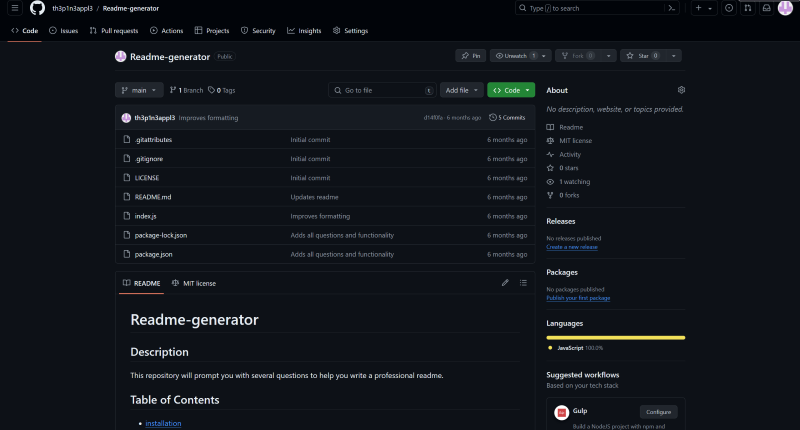 th3p1n3appl3 / Readme-generator
Type / to search
Code Issues Pull requests Actions Projects Security Insights Settings
Readme-generator Public
Pin Unwatch 1 Fork 0 Star 0
main 1 Branch 0 Tags Go to file t Add file Code
th3p1n3appl3 Improves formatting d14f0fa · 6 months ago 5 Commits
.gitattributes Initial commit 6 months ago
.gitignore Initial commit 6 months ago
LICENSE Initial commit 6 months ago
README.md Updates readme 6 months ago
index.js Improves formatting 6 months ago
package-lock.json Adds all questions and functionality 6 months ago
package.json Adds all questions and functionality 6 months ago
README MIT license
Readme-generator
Description
This repository will prompt you with several questions to help you write a professional readme.
Table of Contents
installation
About
No description, website, or topics provided.
Readme
MIT license
Activity
0 stars
1 watching
0 forks
Releases
No releases published
Create a new release
Packages
No packages published
Publish your first package
Languages
JavaScript 100.0%
Suggested workflows
Based on your tech stack
Gulp Configure
Build a NodeJS project with npm and